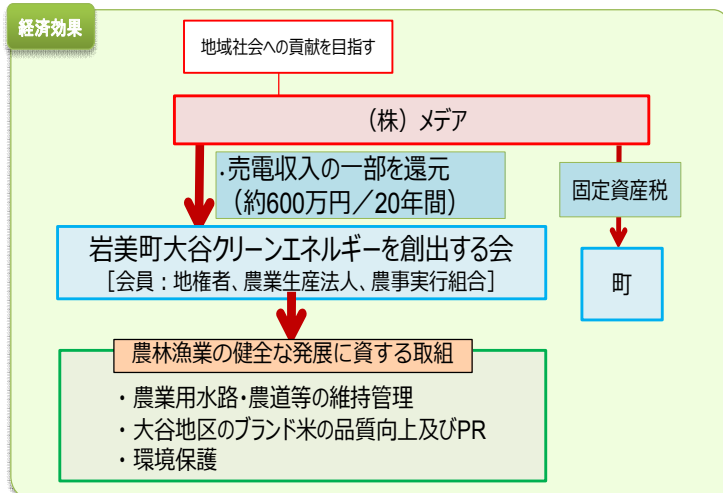 経済効果
地域社会への貢献を目指す
（株）メデア
.売電収入の一部を還元
（約600万円／20年間）
固定資産税
岩美町大谷クリーンエネルギーを創出する会
［会員：地権者、農業生産法人、農事実行組合］
町
農林漁業の健全な発展に資する取組
・農業用水路・農道等の維持管理
・大谷地区のブランド米の品質向上及びPR
・環境保護